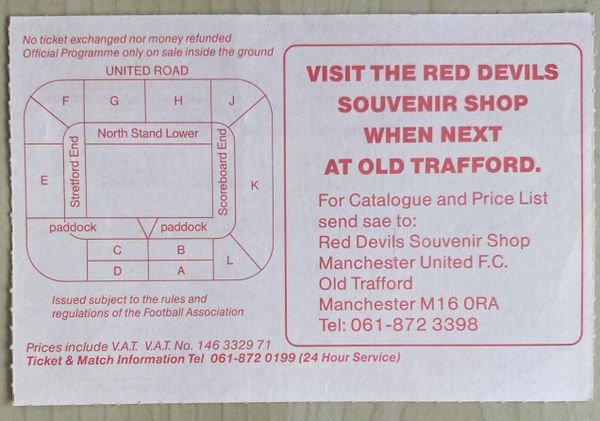 No ticket exchanged nor money refunded
Official Programme only on sale inside the ground
UNITED ROAD
F G H J
North Stand Lower
Stretford End
Scoreboard End
E
K
paddock paddock
C B
D A
L
Issued subject to the rules and
regulations of the Football Association
Prices include V.A.T. V.A.T. No. 146 3329 71
Ticket & Match Information Tel 061-872 0199 (24 Hour Service)
VISIT THE RED DEVILS
SOUVENIR SHOP
WHEN NEXT
AT OLD TRAFFORD.
For Catalogue and Price List
send sae to:
Red Devils Souvenir Shop
Manchester United F.C.
Old Trafford
Manchester M16 0RA
Tel: 061-872 3398